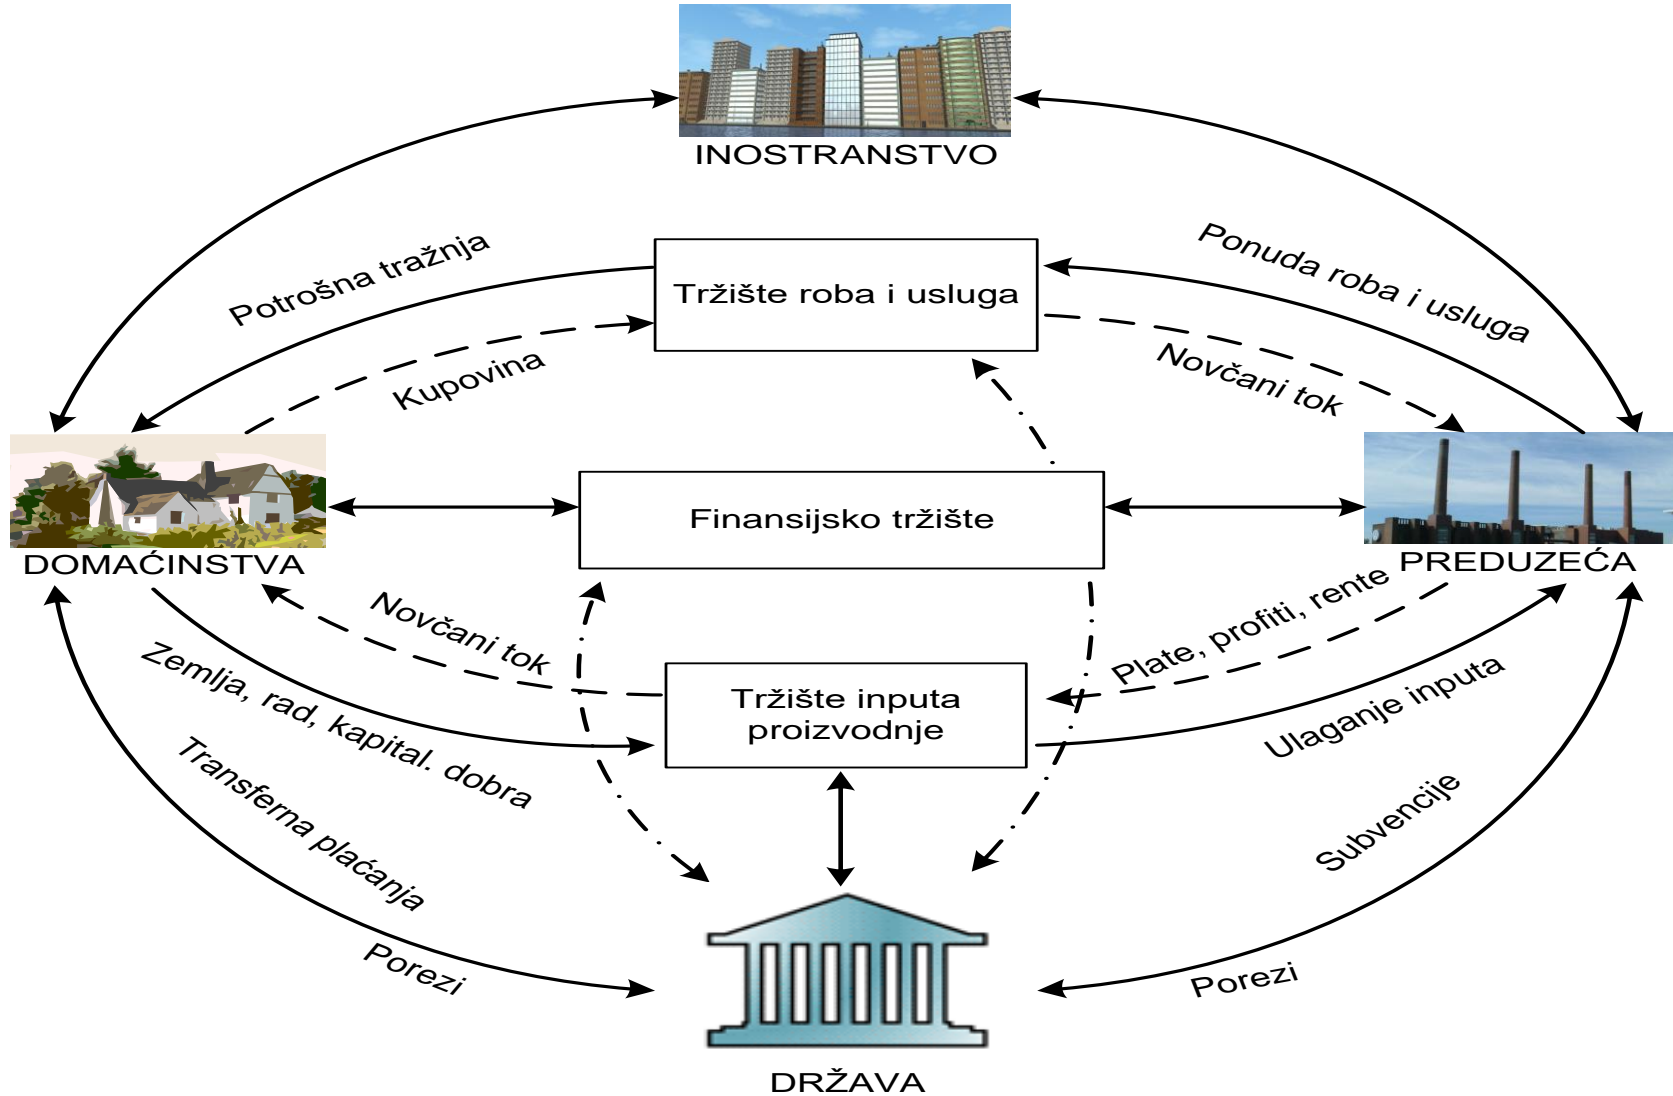 INOSTRANSTVO
Potrošna tražnja
Ponuda roba i usluga
Tržište roba i usluga
Kupovina
Novčani tok
Finansijsko tržište
DOMAĆINSTVA
PREDUZEĆA
Novčani tok
Plate, profiti, rente
Zemlja, rad, kapital. dobra
Tržište inputa
proizvodnje
Ulaganje inputa
Transferna plaćanja
Subvencije
Porezi
Porezi
DRŽAVA